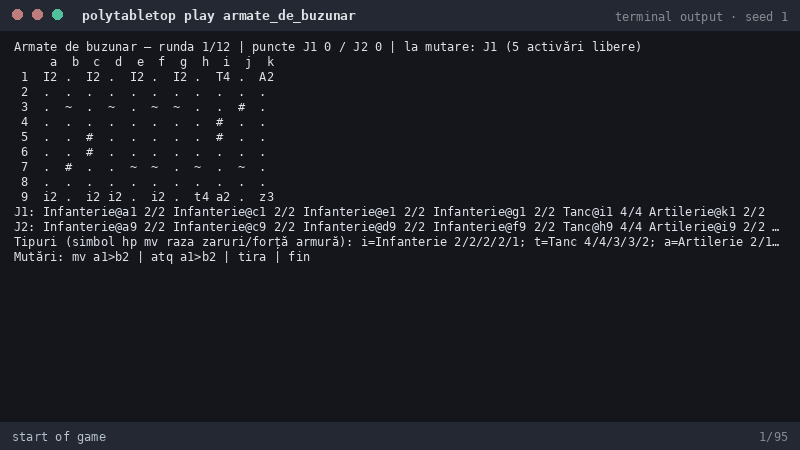 polytabletop play armate_de_buzunar
terminal output · seed 1
Armate de buzunar — runda 1/12 | puncte J1 0 / J2 0 | la mutare: J1 (5 activări libere)
a b c d e f g h i j k
1 I2 . I2 . I2 . I2 . T4 . A2
2 . . . . . . . . . . .
3 . ~ . ~ . ~ ~ . . # .
4 . . . . . . . . # . .
5 . . # . . . . . # . .
6 . . # . . . . . . . .
7 . # . . ~ ~ . ~ . ~ .
8 . . . . . . . . . . .
9 i2 . i2 i2 . i2 . t4 a2 . z3
J1: Infanterie@a1 2/2 Infanterie@c1 2/2 Infanterie@e1 2/2 Infanterie@g1 2/2 Tanc@i1 4/4 Artilerie@k1 2/2
J2: Infanterie@a9 2/2 Infanterie@c9 2/2 Infanterie@d9 2/2 Infanterie@f9 2/2 Tanc@h9 4/4 Artilerie@i9 2/2 …
Tipuri (simbol hp mv raza zaruri/forță armură): i=Infanterie 2/2/2/2/1; t=Tanc 4/4/3/3/2; a=Artilerie 2/1…
Mutări: mv a1>b2 | atq a1>b2 | tira | fin
start of game
1/95